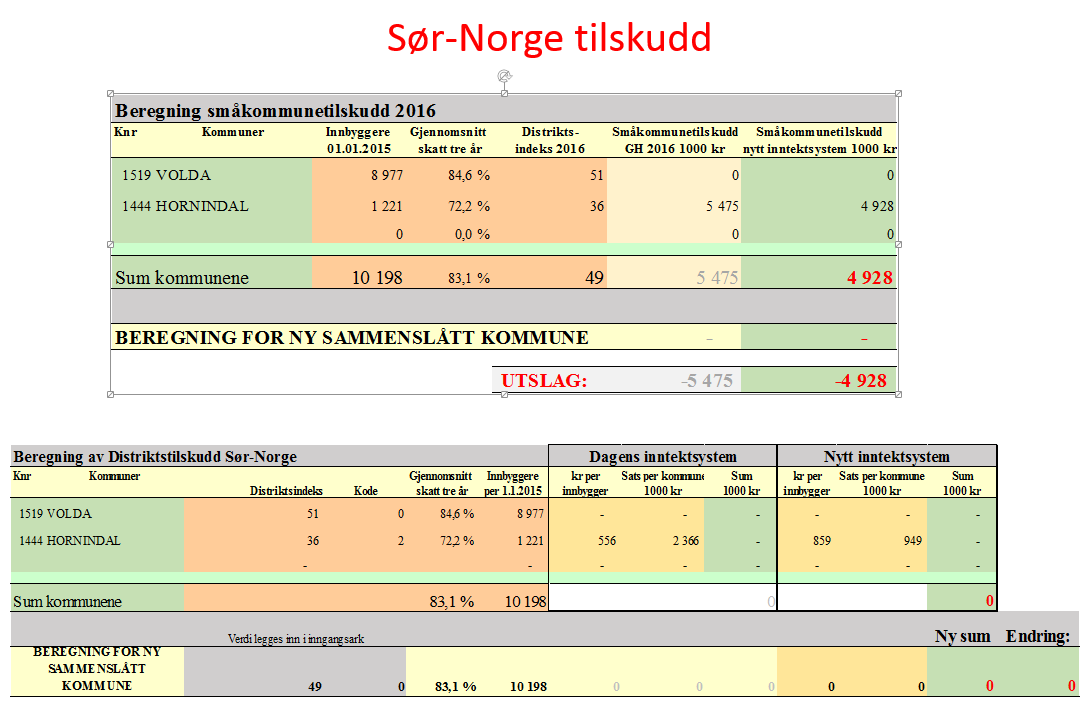 Sør-Norge tilskudd
Beregning småkommunetilskudd 2016
Knr Kommuner Innbyggere Gjennomsnitt Distrikts- Småkommunetilskudd Småkommunetilskudd
01.01.2015 skatt tre år indeks 2016 GH 2016 1000 kr nytt inntektsystem 1000 kr
1519 VOLDA 8 977 84,6 % 51 0 0
1444 HORNINDAL 1 221 72,2 % 36 5 475 4 928
0 0,0 % 0 0
Sum kommunene 10 198 83,1 % 49 5 475 4 928
BEREGNING FOR NY SAMMENSLÅTT KOMMUNE - -
UTSLAG: -5 475 -4 928
Beregning av Distriktstilskudd Sør-Norge Dagens inntektsystem Nytt inntektsystem
Knr Kommuner Gjennomsnitt Innbyggere kr per Sats per kommune Sum kr per Sats per kommune Sum
Distriktsindeks Kode skatt tre år per 1.1.2015 innbygger 1000 kr 1000 kr innbygger 1000 kr 1000 kr
1519 VOLDA 51 0 84,6 % 8 977 - - - - - -
1444 HORNINDAL 36 2 72,2 % 1 221 556 2 366 - 859 949 -
- - - - - - - -
Sum kommunene 83,1 % 10 198 0 0
Verdi legges inn i inngangsark Ny sum Endring:
BEREGNING FOR NY
SAMMENSLÅTT
KOMMUNE 49 0 83,1 % 10 198 0 0 0 0 0 0 0